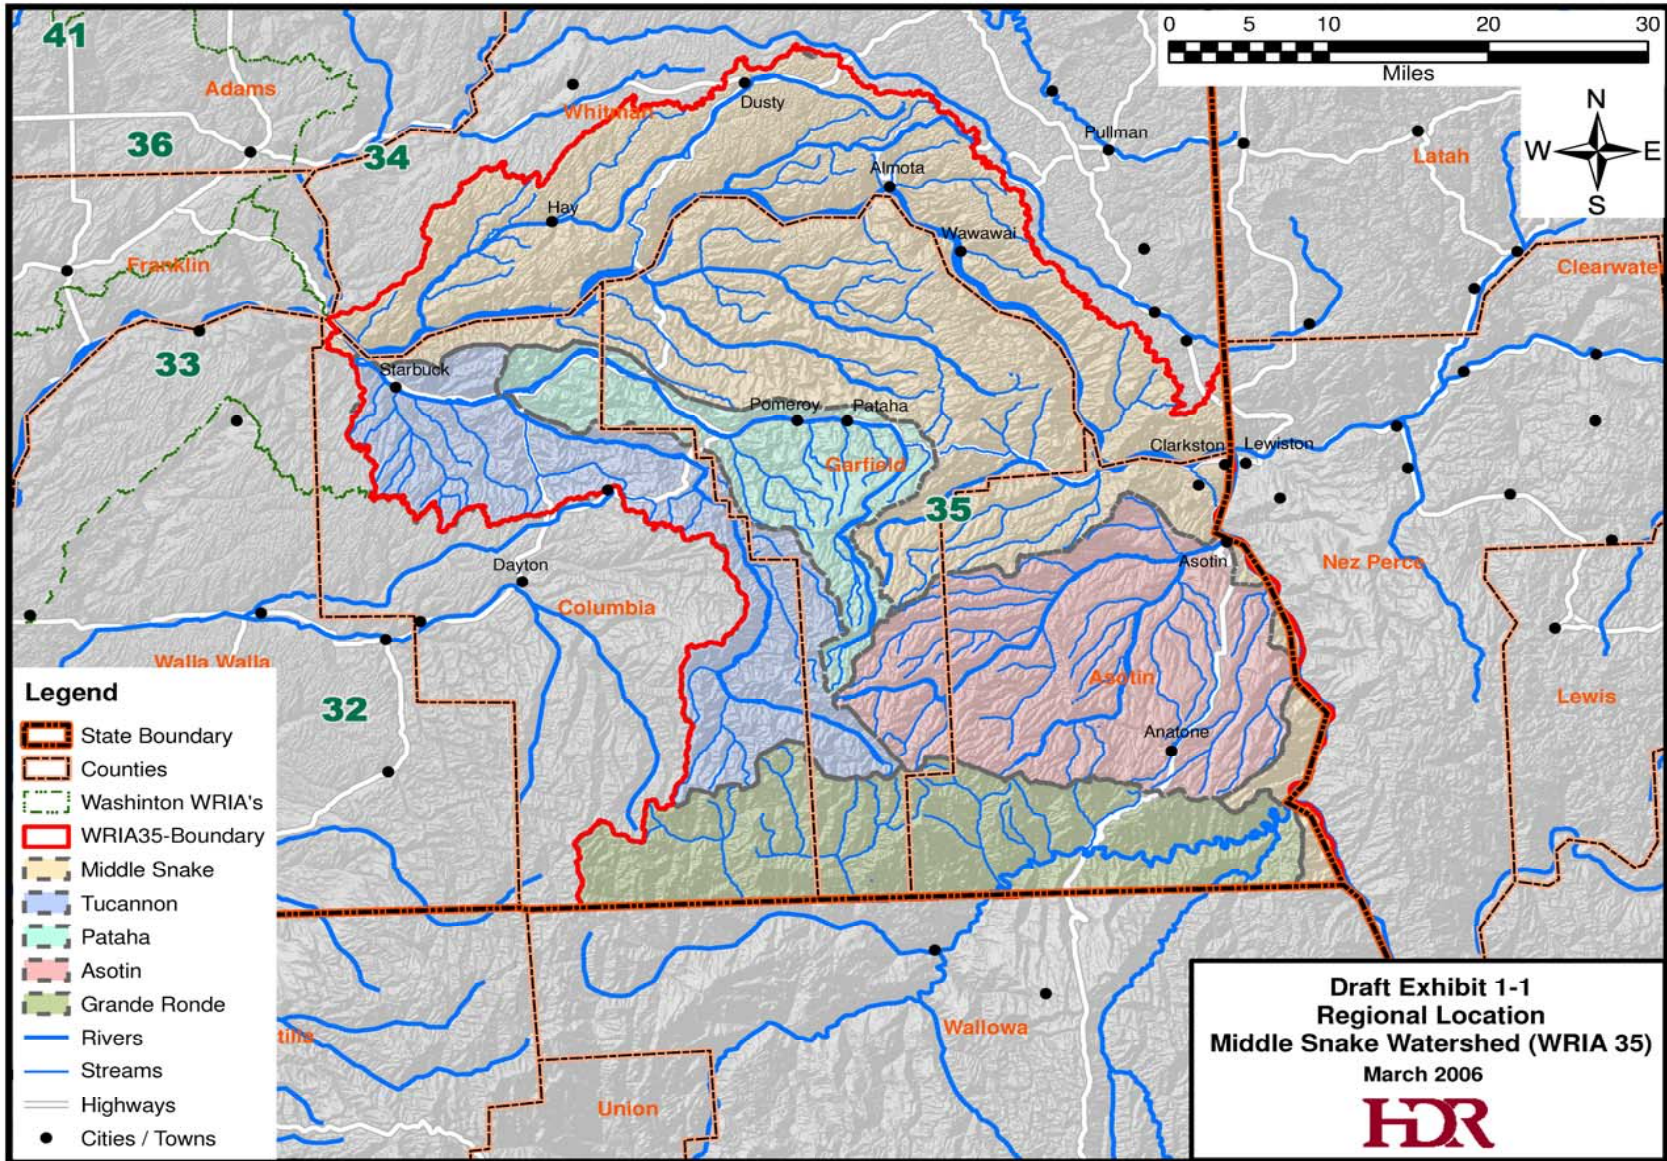 41
0 5 10 20 30
Miles
Adams
Whitman
Dusty
36
34
Pullman
Latah
N
W E
S
Almota
Hay
Wawawai
Franklin
Clearwater
33
Starbuck
Pomeroy
Pataha
Garfield
Clarkston
Lewiston
35
Dayton
Columbia
Asotin
Nez Perce
Walla Walla
Asotin
Lewis
32
Anatone
Legend
State Boundary
Counties
Washinton WRIA's
WRIA35-Boundary
Middle Snake
Tucannon
Pataha
Asotin
Grande Ronde
Rivers
Streams
Highways
Cities / Towns
tilla
Wallowa
Union
Draft Exhibit 1-1
Regional Location
Middle Snake Watershed (WRIA 35)
March 2006
HDR